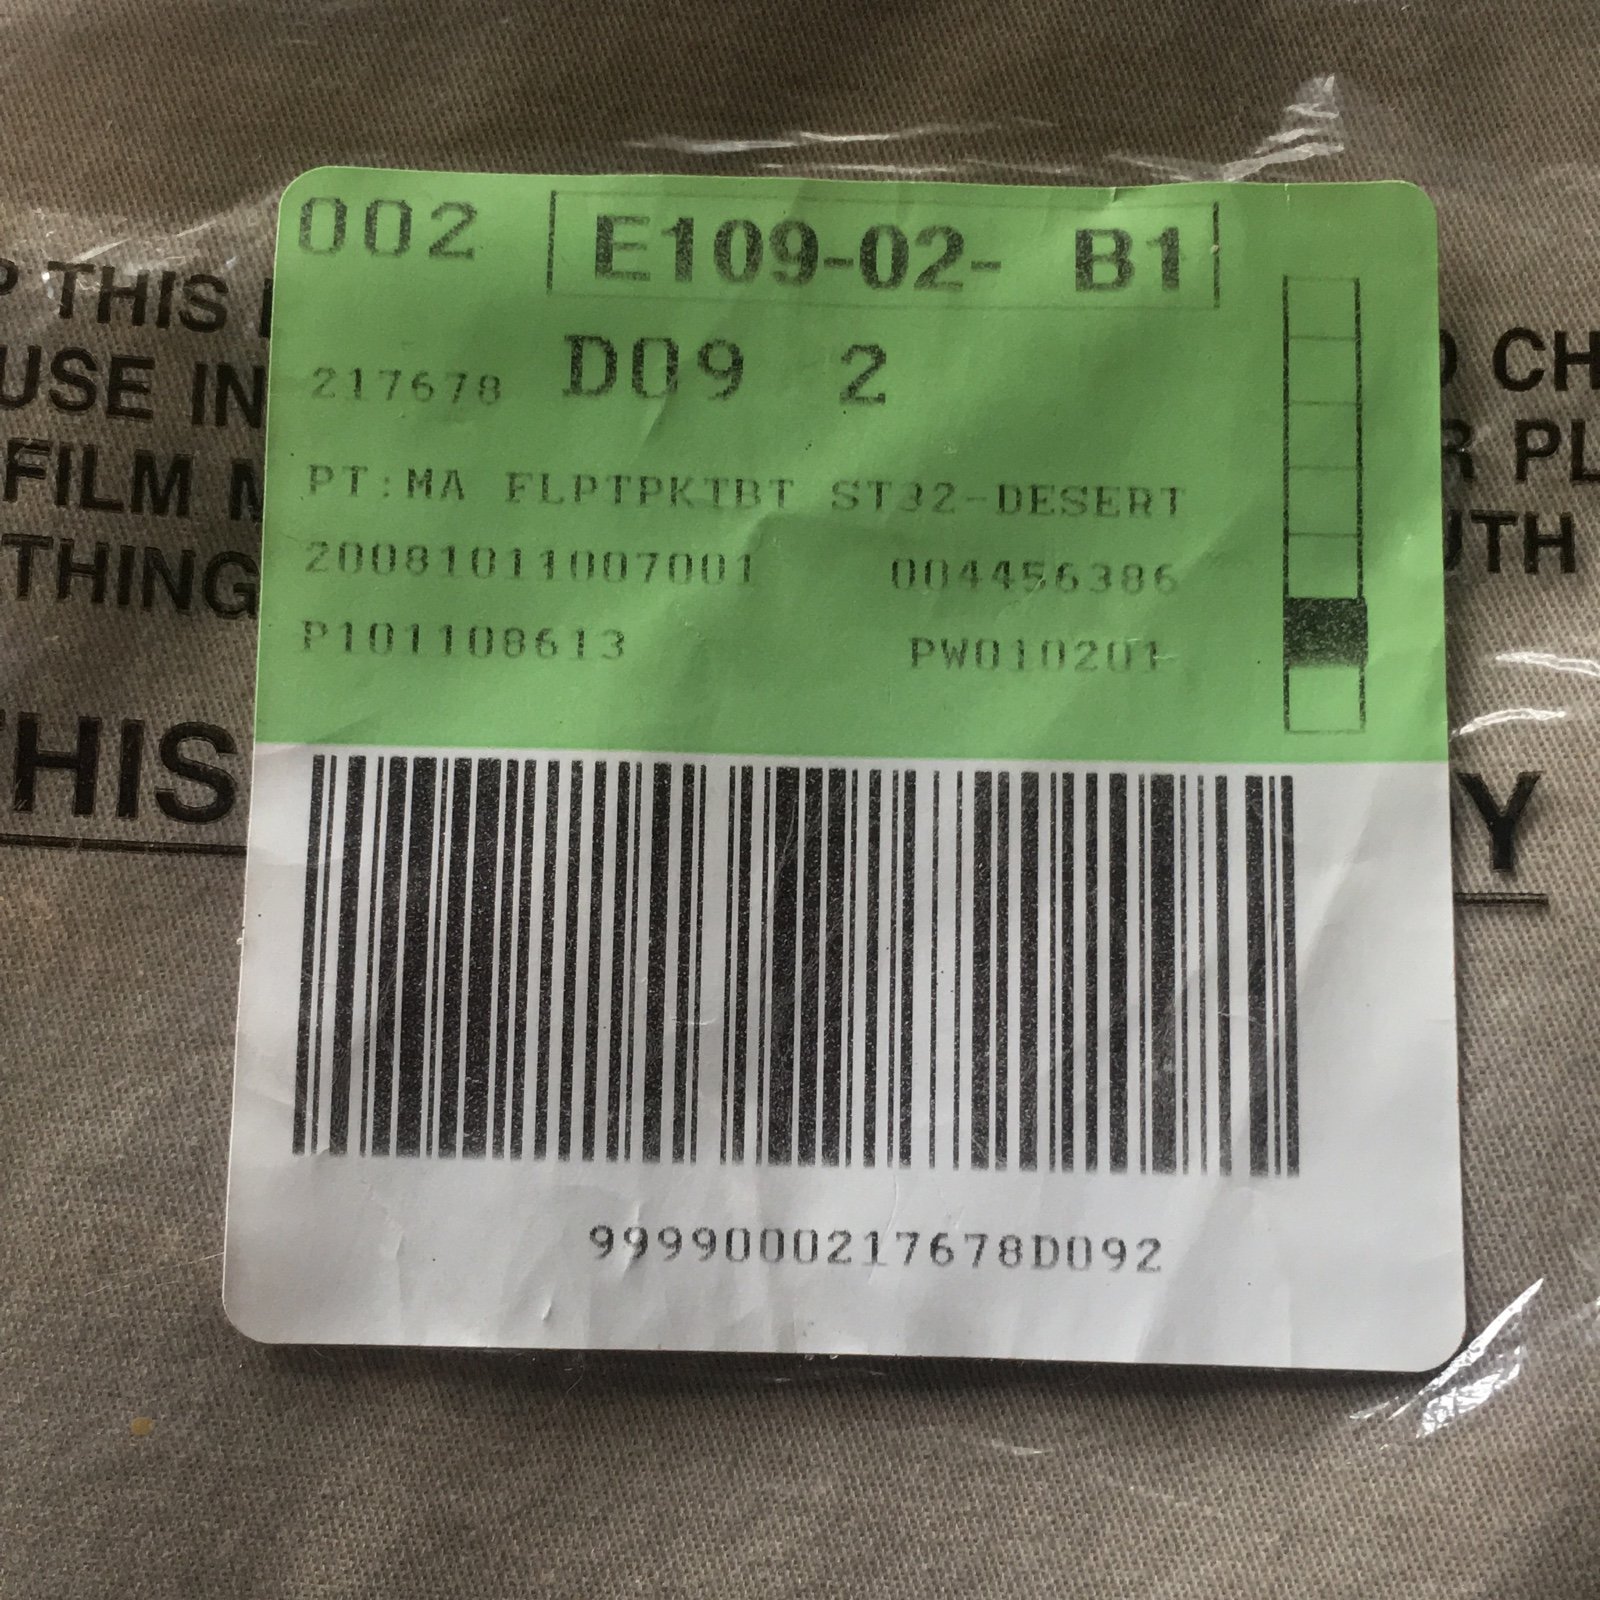 002 E109-02- B1
217678 D09 2
PT:MA FLPTPKTBT ST32-DESERT
20081011007001 004456386
P101108613 PW010201
9999000217678D092
P THIS
USE IN CH
FILM M R PL
THING UTH
THIS Y